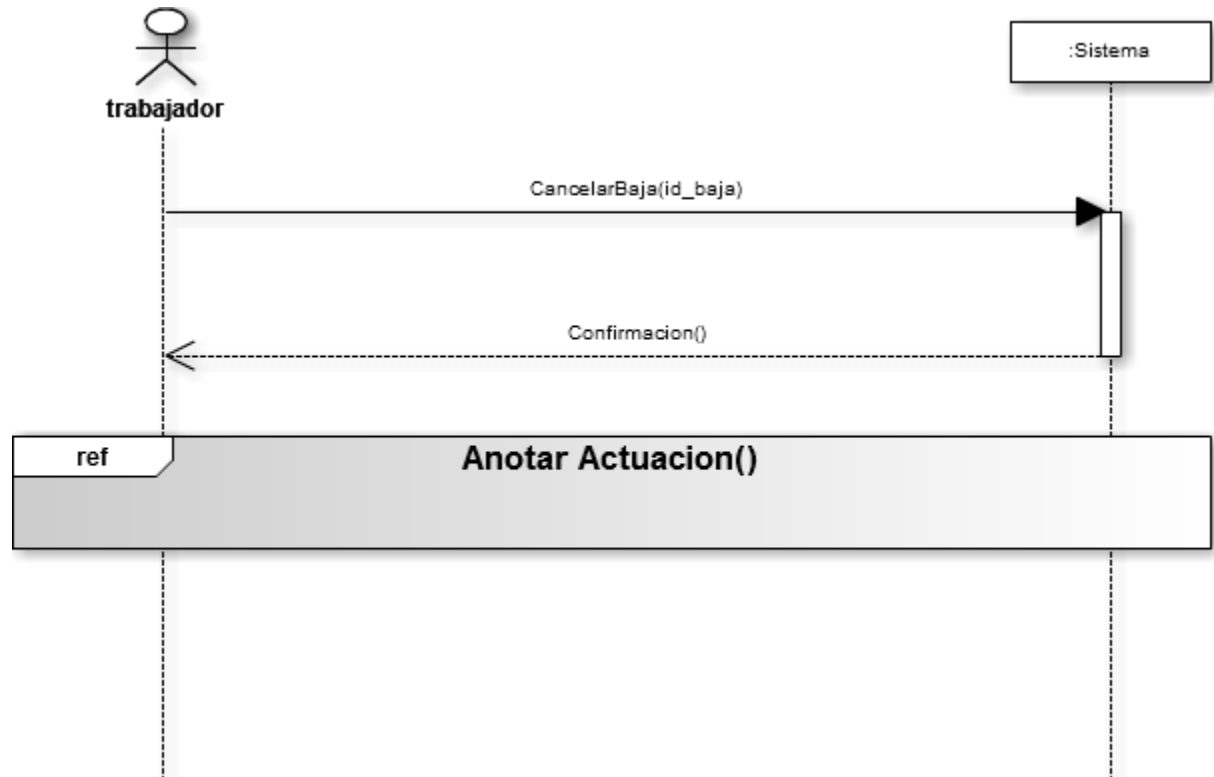 :Sistema
trabajador
CancelarBaja(id_baja)
Confirmacion()
ref
Anotar Actuacion()